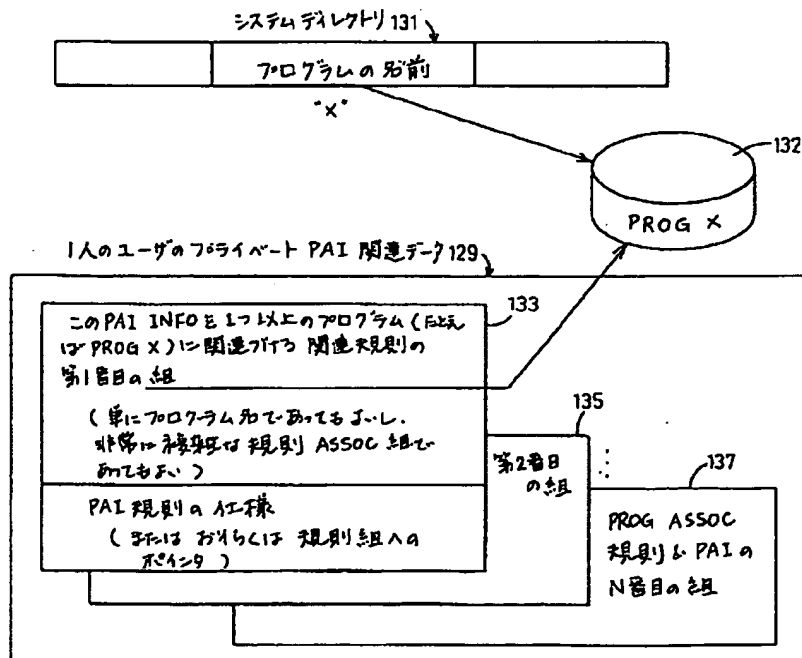 システムディレクトリ 131
プログラムの名前
"X"
132
PROG X
1人のユーザのプライベート PAI 関連データ 129
133
このPAI INFOを1つ以上のプログラム(たとえ
ばPROG X)に関連づける 関連規則の
第1番目の組
(単にプログラム名であってもよいし、
非常に複雑な規則 ASSOC 組で
あってもよい)
PAI 規則の仕様
(または おそらくは 規則組への
ポインタ)
135
第2番目
の組
137
PROG ASSOC
規則&PAIの
N番目の組